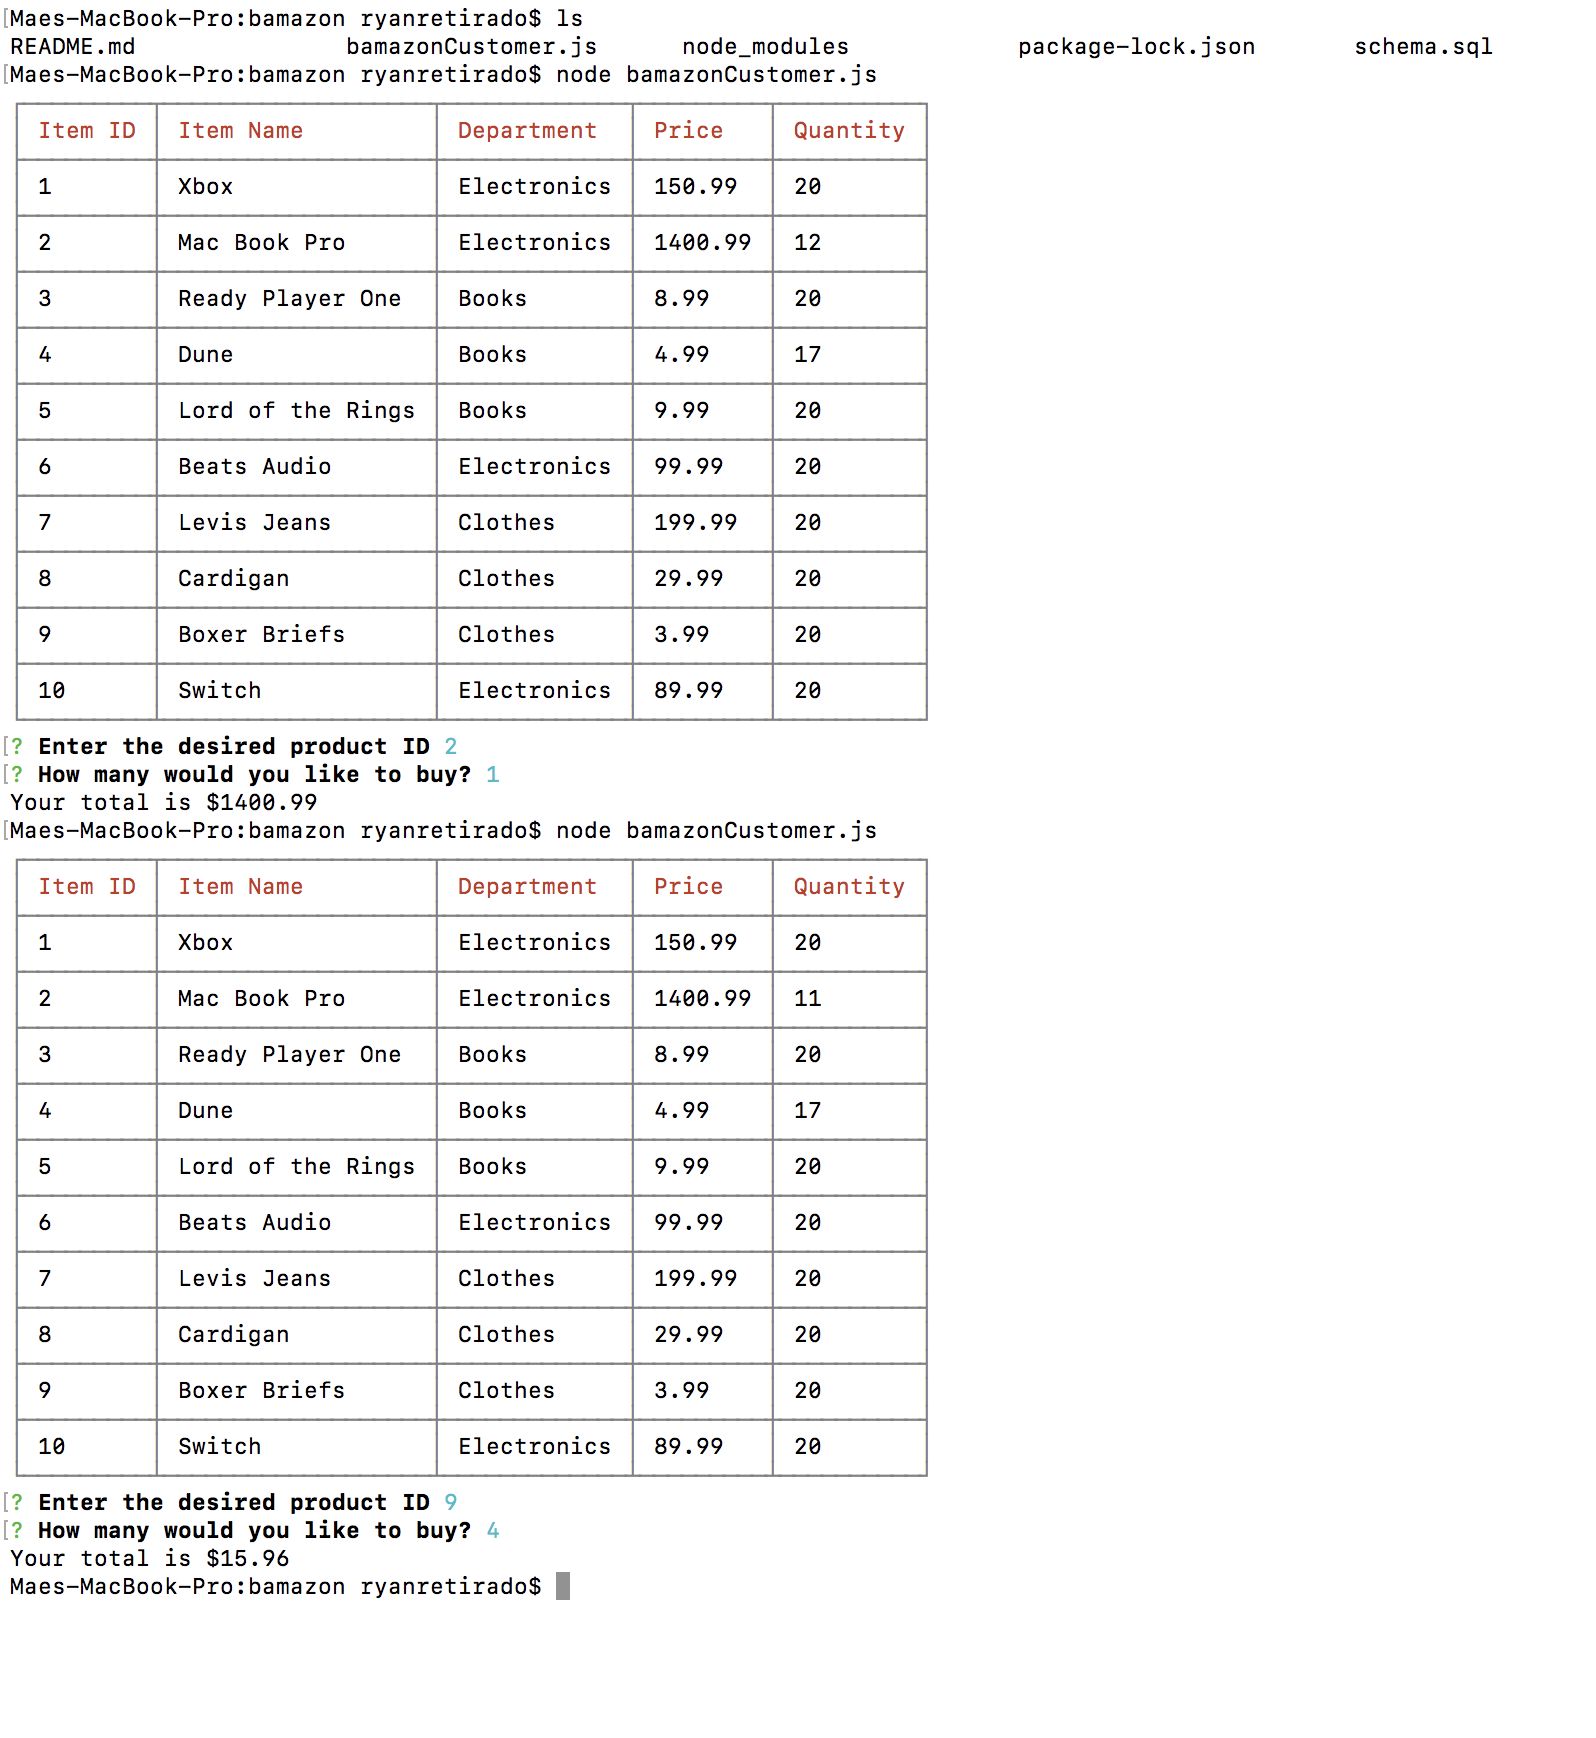 Maes-MacBook-Pro:bamazon ryanretirado$ ls
README.md bamazonCustomer.js node_modules package-lock.json schema.sql
Maes-MacBook-Pro:bamazon ryanretirado$ node bamazonCustomer.js
Item ID Item Name Department Price Quantity
1 Xbox Electronics 150.99 20
2 Mac Book Pro Electronics 1400.99 12
3 Ready Player One Books 8.99 20
4 Dune Books 4.99 17
5 Lord of the Rings Books 9.99 20
6 Beats Audio Electronics 99.99 20
7 Levis Jeans Clothes 199.99 20
8 Cardigan Clothes 29.99 20
9 Boxer Briefs Clothes 3.99 20
10 Switch Electronics 89.99 20
? Enter the desired product ID 2
? How many would you like to buy? 1
Your total is $1400.99
Maes-MacBook-Pro:bamazon ryanretirado$ node bamazonCustomer.js
Item ID Item Name Department Price Quantity
1 Xbox Electronics 150.99 20
2 Mac Book Pro Electronics 1400.99 11
3 Ready Player One Books 8.99 20
4 Dune Books 4.99 17
5 Lord of the Rings Books 9.99 20
6 Beats Audio Electronics 99.99 20
7 Levis Jeans Clothes 199.99 20
8 Cardigan Clothes 29.99 20
9 Boxer Briefs Clothes 3.99 20
10 Switch Electronics 89.99 20
? Enter the desired product ID 9
? How many would you like to buy? 4
Your total is $15.96
Maes-MacBook-Pro:bamazon ryanretirado$